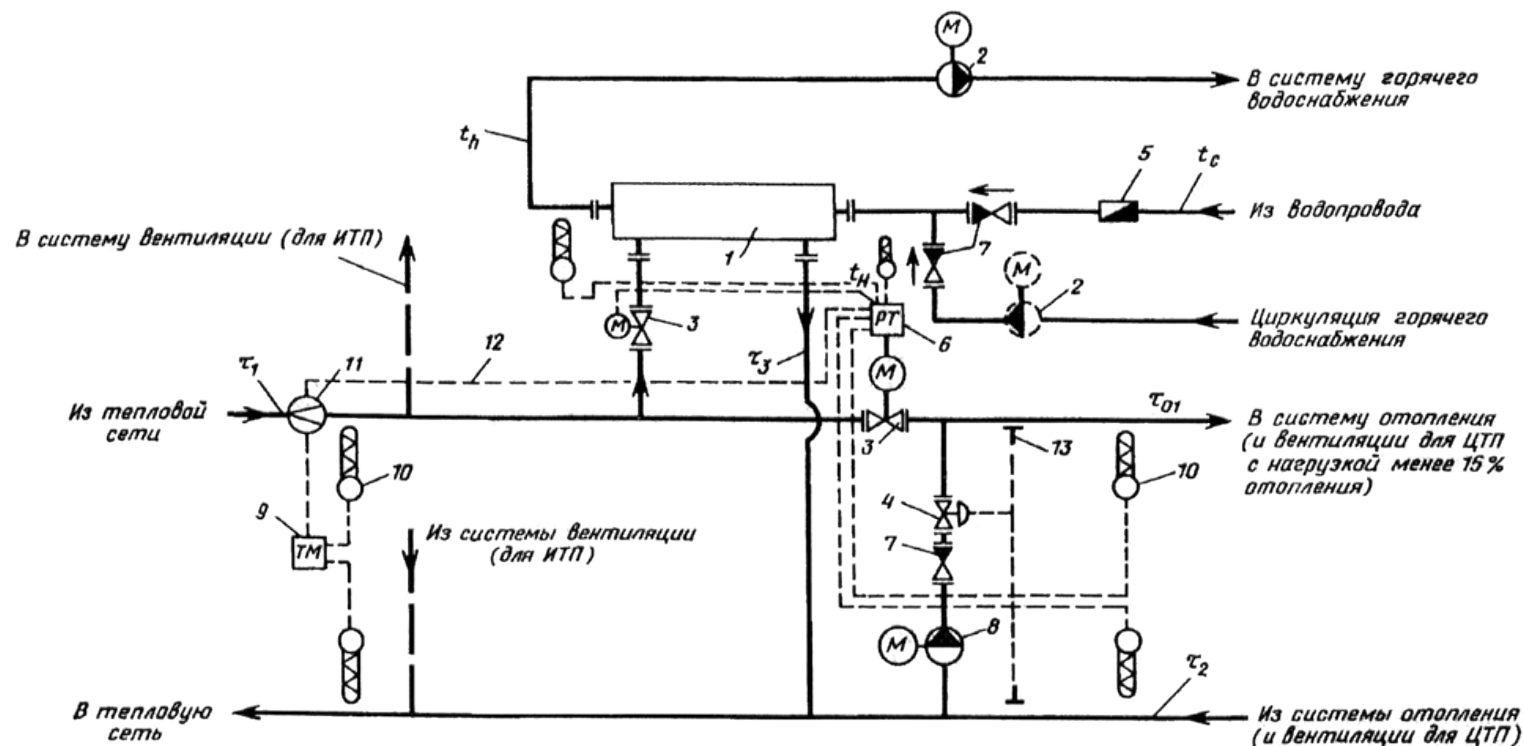 M
2
В систему горячего
водоснабжения
t_h
5
t_c
Из водопровода
В систему вентиляции (для ИТП)
1
7
t_н
M
2
M
3
РТ
6
Циркуляция горячего
водоснабжения
12
τ_3
M
τ_1
11
τ_01
Из тепловой
сети
В систему отопления
(и вентиляции для ЦТП
с нагрузкой менее 15%
отопления)
3
13
10
10
4
9
ТМ
Из системы вентиляции
(для ИТП)
7
M
8
τ_2
В тепловую
сеть
Из системы отопления
(и вентиляции для ЦТП)